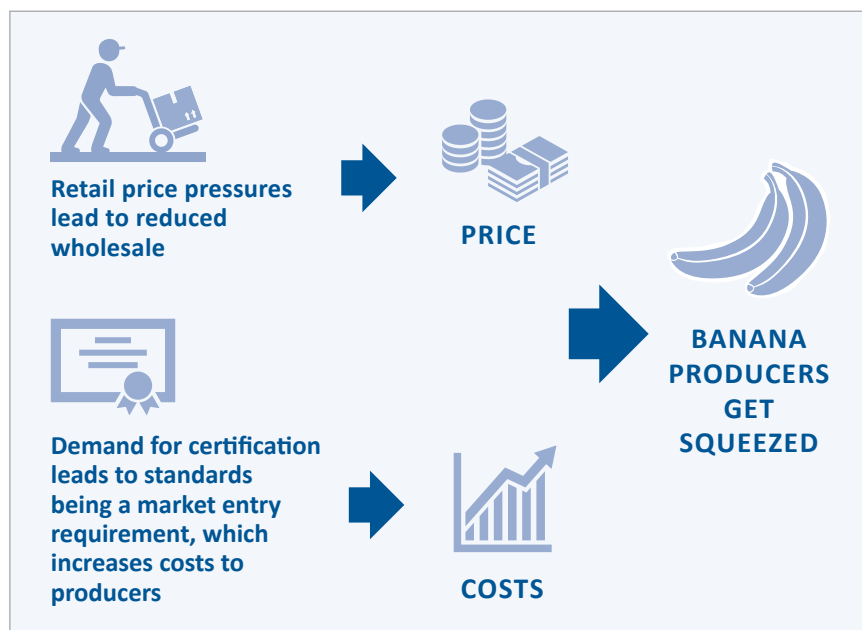 Retail price pressures
lead to reduced
wholesale
PRICE
Demand for certification
leads to standards
being a market entry
requirement, which
increases costs to
producers
COSTS
BANANA
PRODUCERS
GET
SQUEEZED